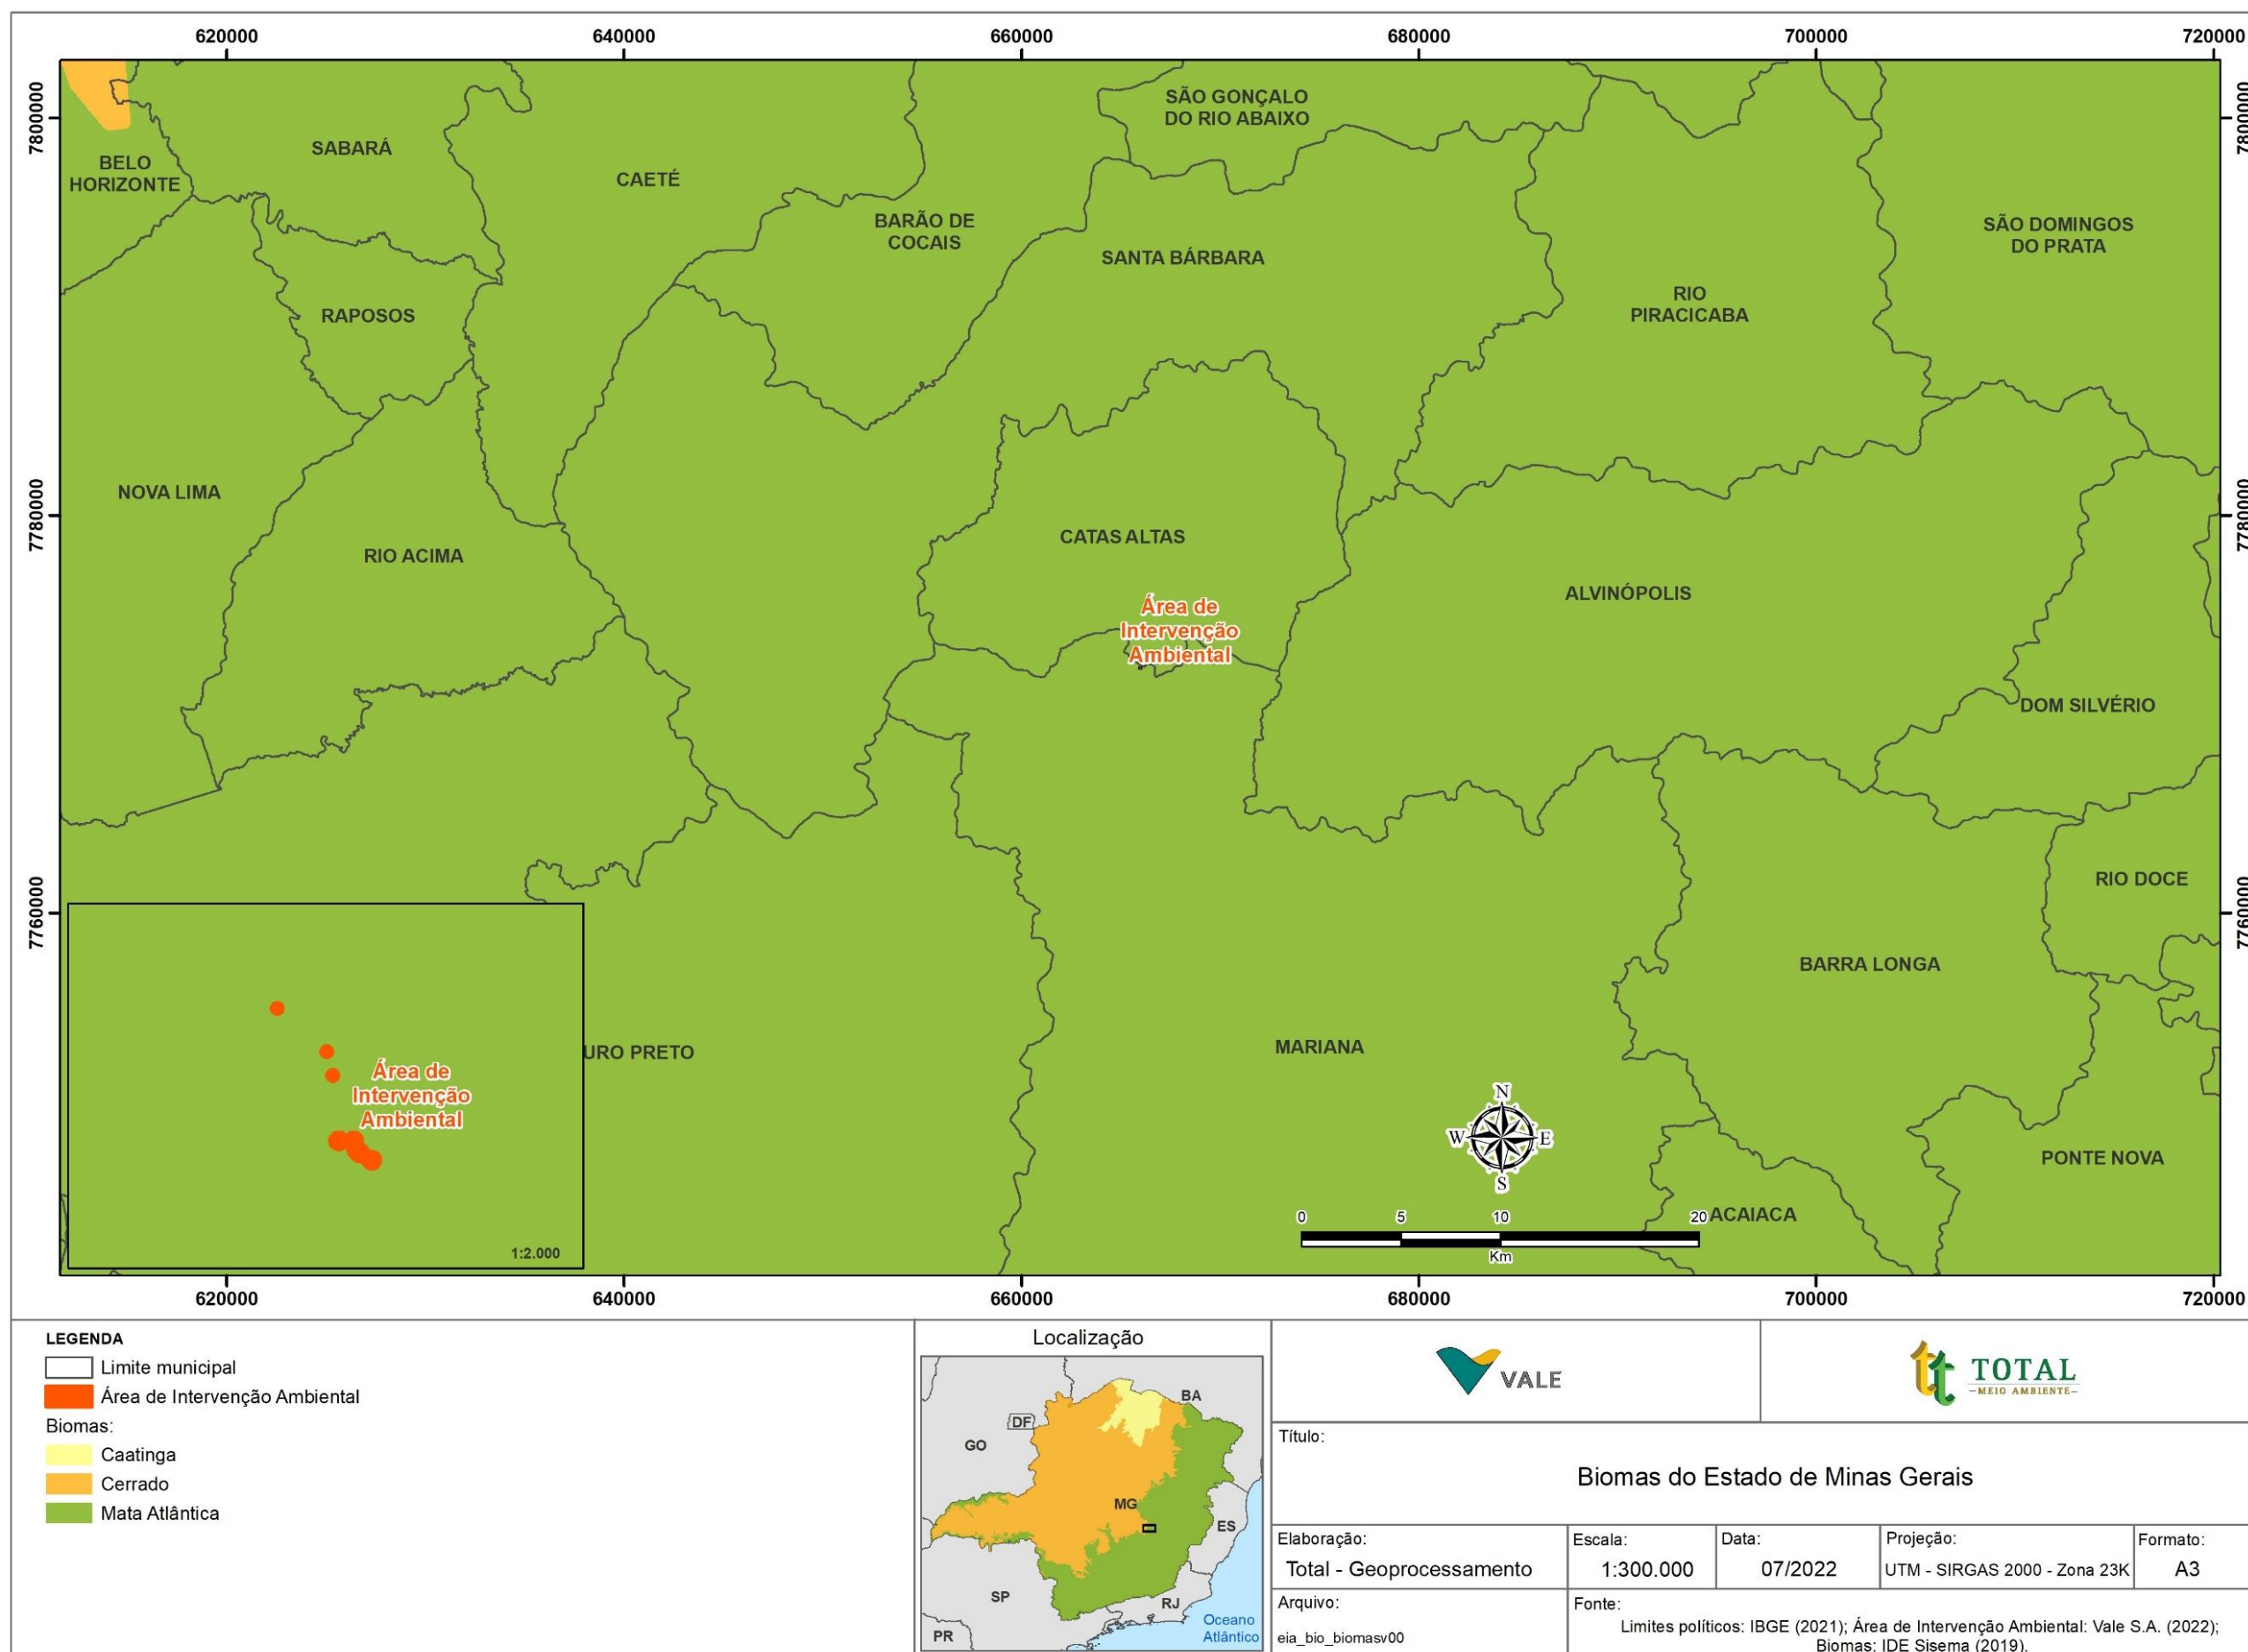 620000 640000 660000 680000 700000 720000
7800000 7800000
SÃO GONÇALO
DO RIO ABAIXO
SABARÁ
BELO
HORIZONTE
CAETÉ
BARÃO DE
COCAIS
SANTA BÁRBARA
SÃO DOMINGOS
DO PRATA
RIO
PIRACICABA
RAPOSOS
7780000 7780000
NOVA LIMA
CATAS ALTAS
RIO ACIMA
ALVINÓPOLIS
Área de
Intervenção
Ambiental
DOM SILVÉRIO
RIO DOCE
7760000 7760000
BARRA LONGA
URO PRETO
MARIANA
Área de
Intervenção
Ambiental
1:2.000
N
W E
S
PONTE NOVA
ACAIACA
0 5 10 20
Km
620000 640000 660000 680000 700000 720000
LEGENDA
Limite municipal
Área de Intervenção Ambiental
Biomas:
Caatinga
Cerrado
Mata Atlântica
Localização
BA
DF
GO
MG
ES
SP
RJ
PR
Oceano
Atlântico
VALE
TOTAL
MEIO AMBIENTE
Título:
Biomas do Estado de Minas Gerais
Elaboração:
Total - Geoprocessamento
Escala:
1:300.000
Data:
07/2022
Projeção:
UTM - SIRGAS 2000 - Zona 23K
Formato:
A3
Arquivo:
eia_bio_biomasv00
Fonte:
Limites políticos: IBGE (2021); Área de Intervenção Ambiental: Vale S.A. (2022);
Biomas: IDE Sisema (2019).